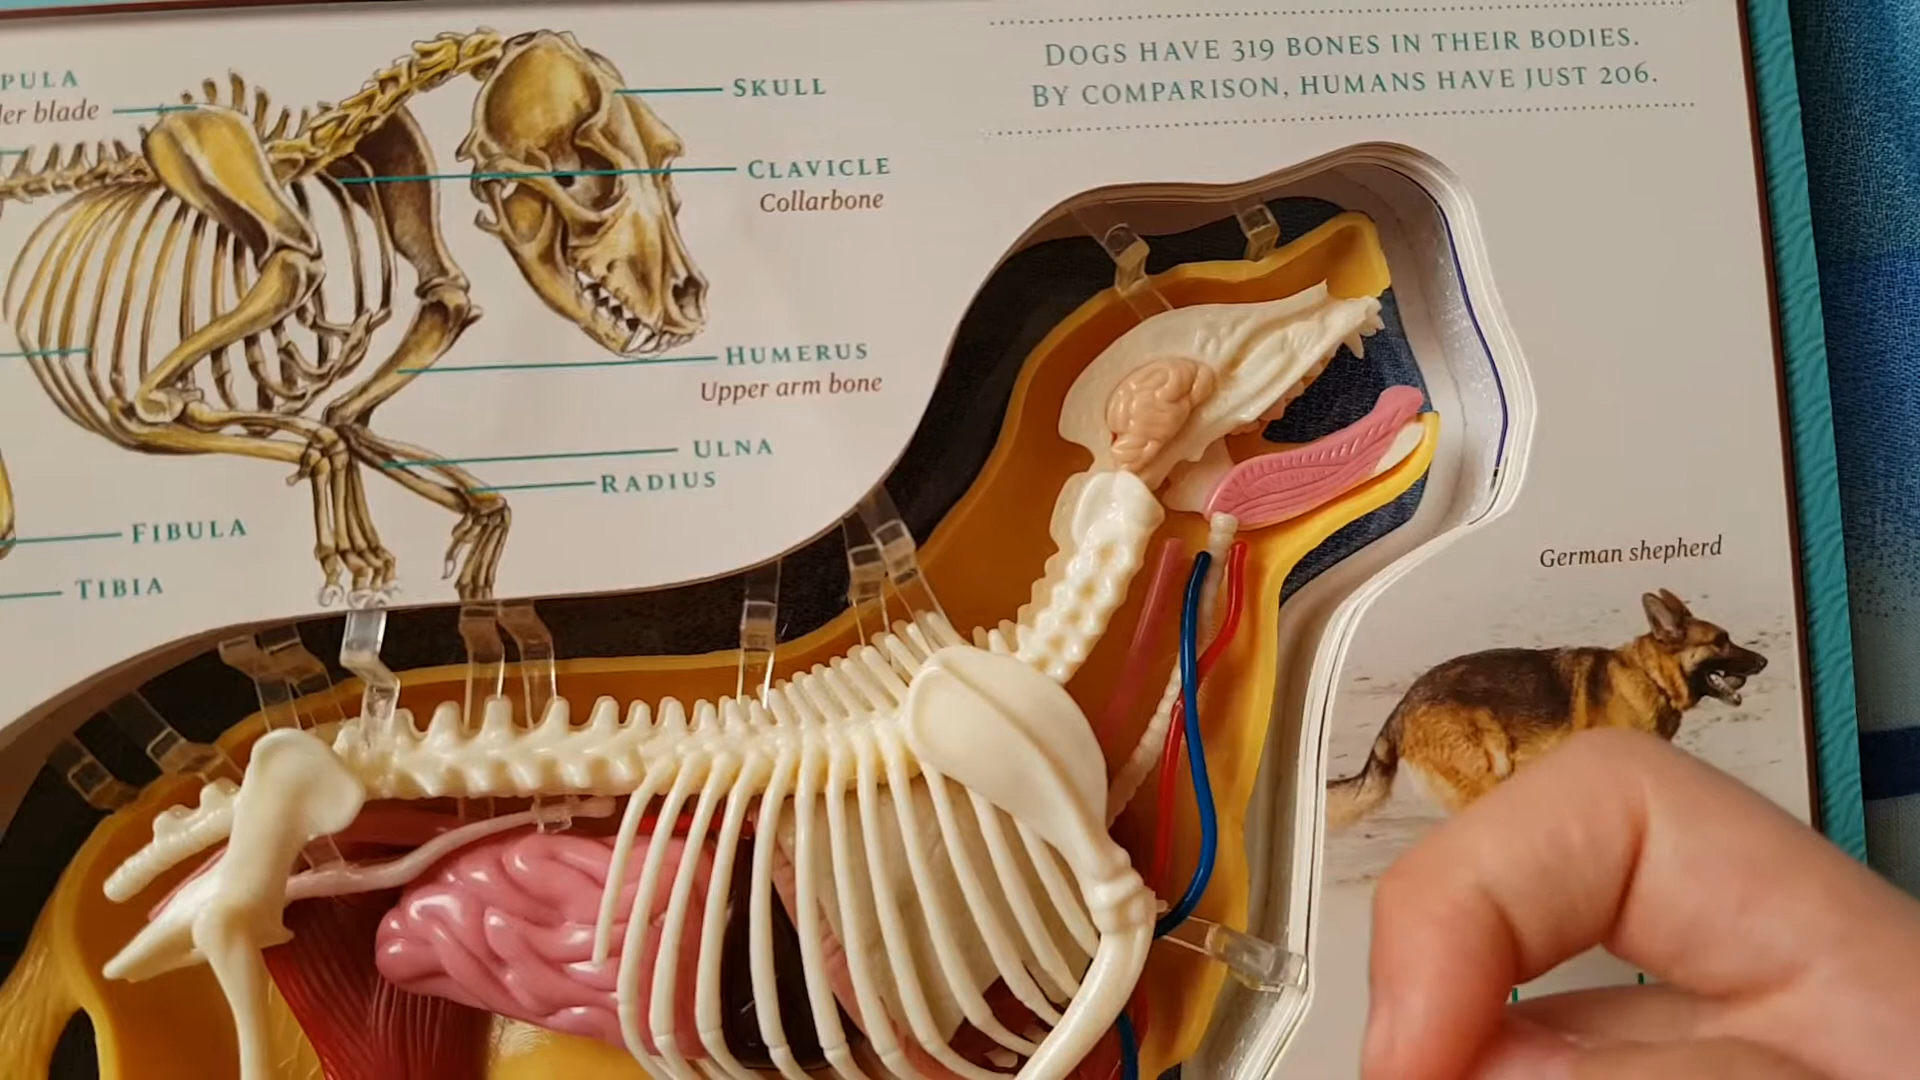 PULA
er blade
SKULL
CLAVICLE
Collarbone
HUMERUS
Upper arm bone
ULNA
RADIUS
FIBULA
TIBIA
DOGS HAVE 319 BONES IN THEIR BODIES.
BY COMPARISON, HUMANS HAVE JUST 206.
German shepherd